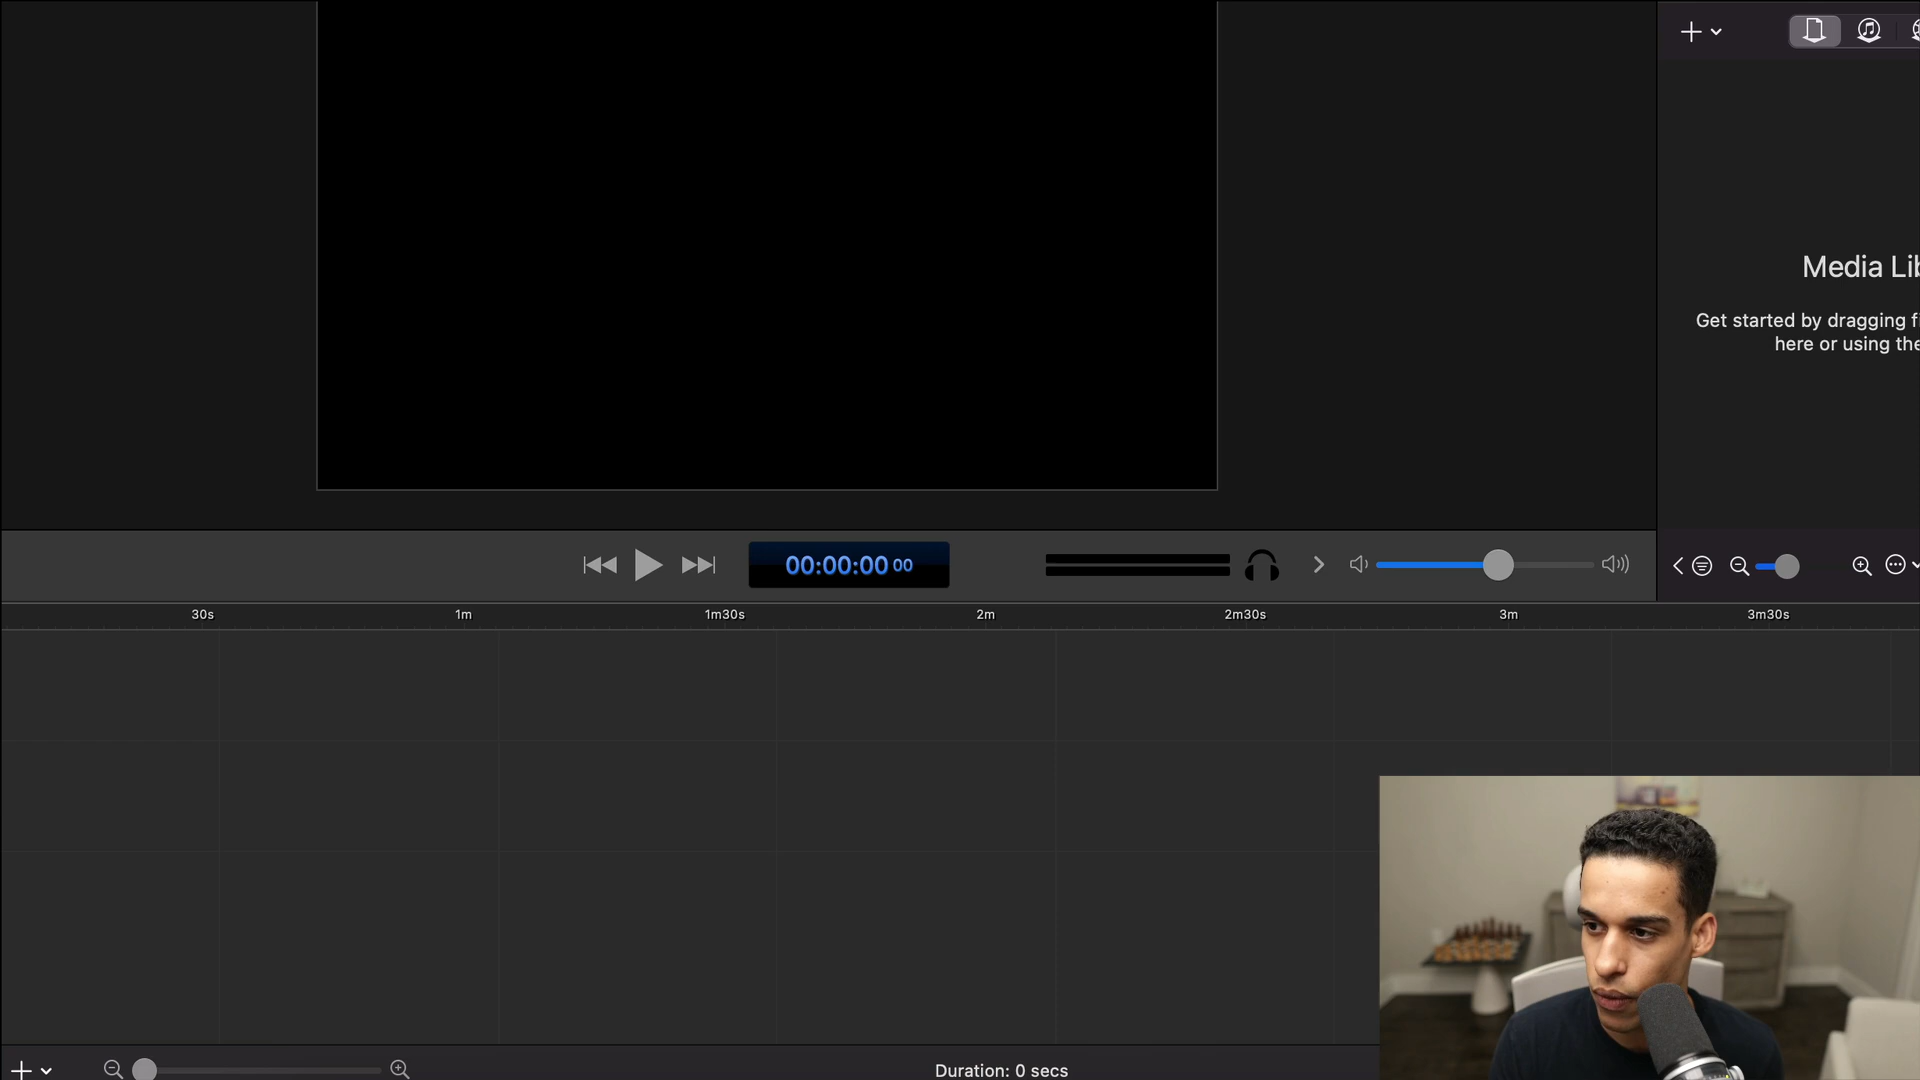 Media Lib
Get started by dragging fi
here or using the
00:00:00 00
30s
1m
1m30s
2m
2m30s
3m
3m30s
Duration: 0 secs